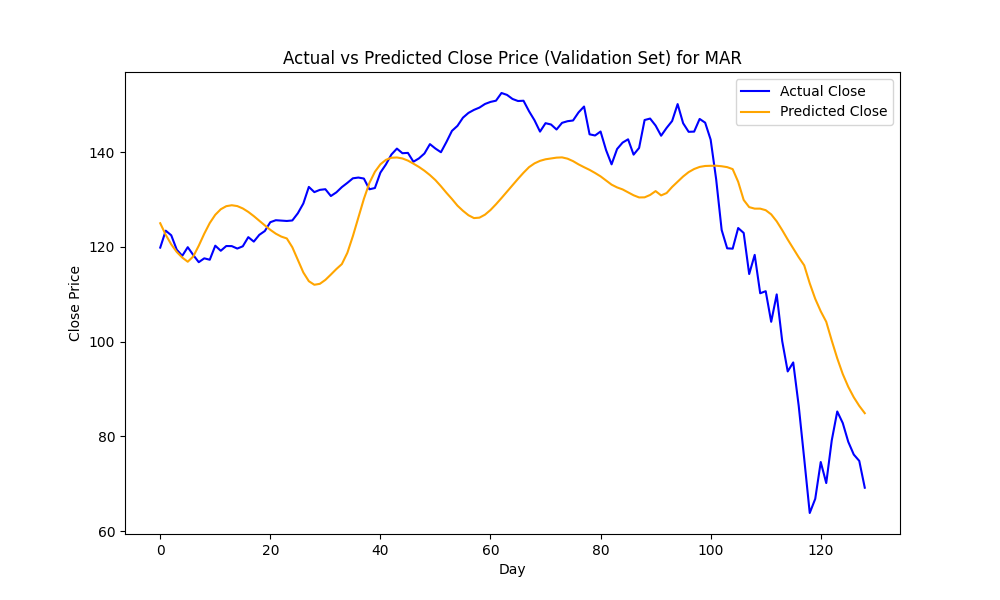 Actual vs Predicted Close Price (Validation Set) for MAR
Actual Close
Predicted Close
Close Price
140
120
100
80
60
0 20 40 60 80 100 120
Day